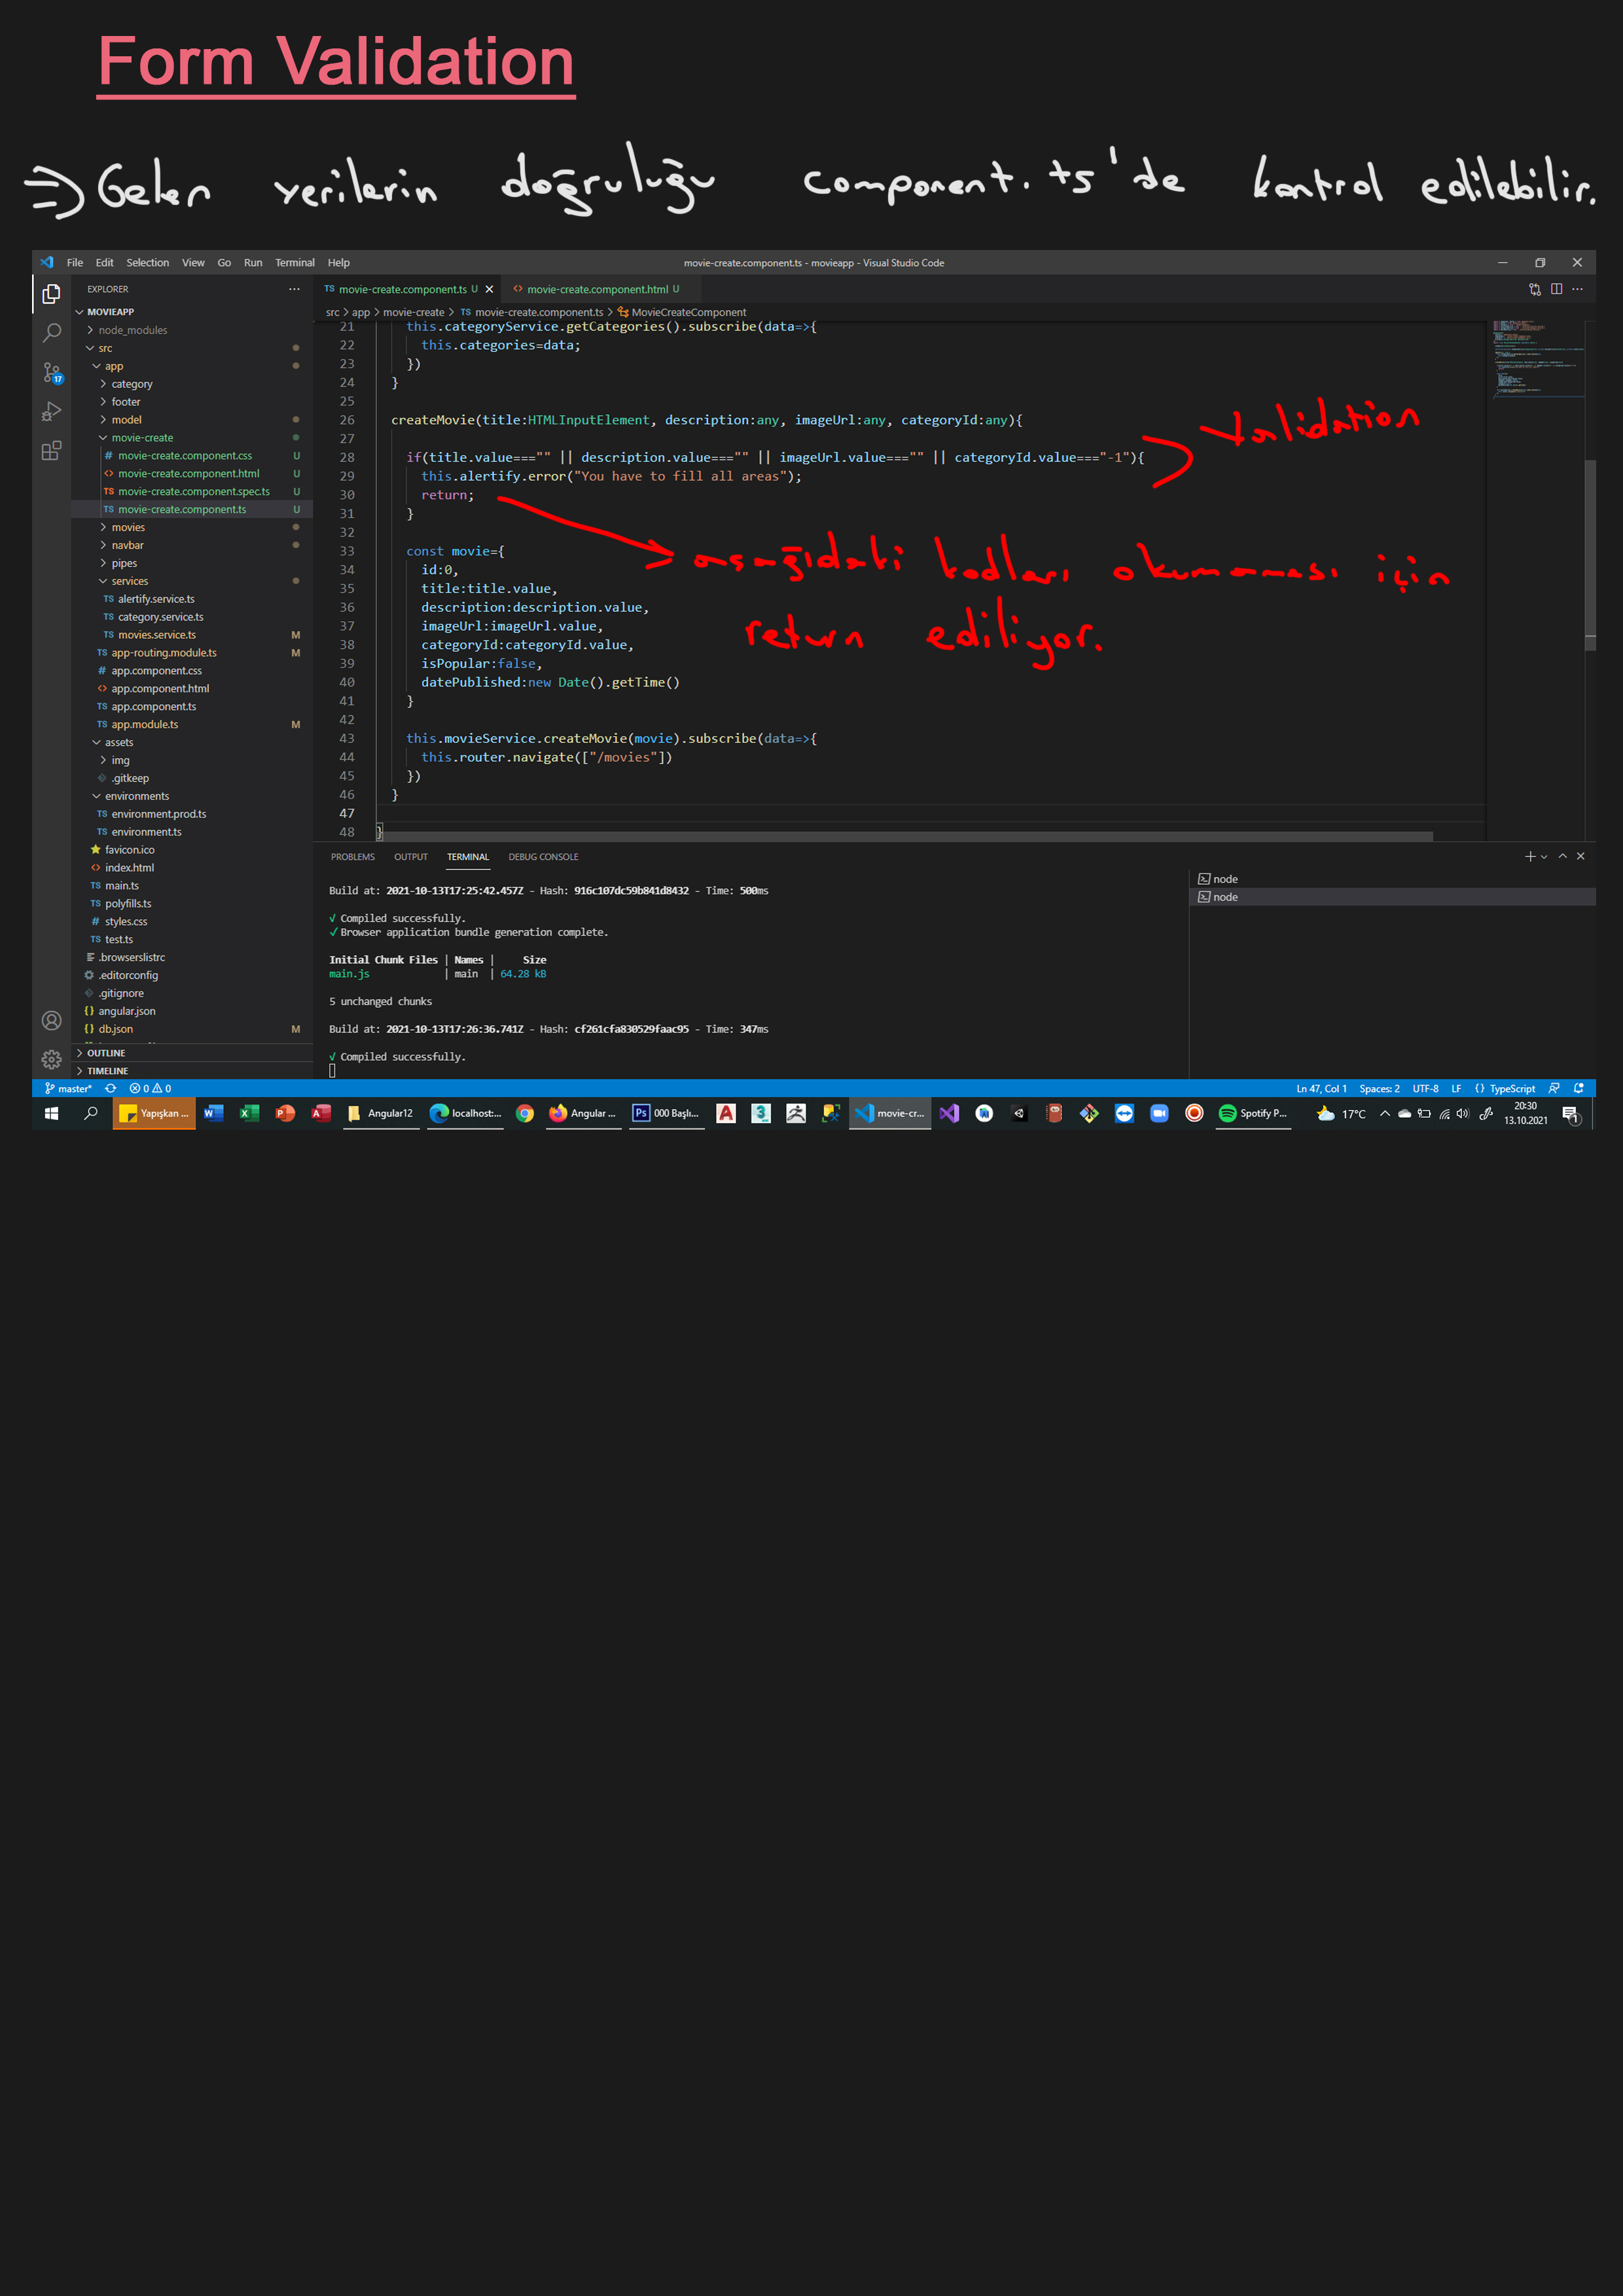 Form Validation
=> Gelen verilerin doğruluğu component.ts'de kontrol edilebilir.
File Edit Selection View Go Run Terminal Help
movie-create.component.ts - movieapp - Visual Studio Code
EXPLORER
MOVIEAPP
node_modules
src
app
category
footer
model
movie-create
movie-create.component.css U
movie-create.component.html U
movie-create.component.spec.ts U
movie-create.component.ts U
movies
navbar
pipes
services
alertify.service.ts
category.service.ts
movies.service.ts M
app-routing.module.ts M
app.component.css
app.component.html
app.component.ts
app.module.ts M
assets
img
.gitkeep
environments
environment.prod.ts
environment.ts
favicon.ico
index.html
main.ts
polyfills.ts
styles.css
test.ts
.browserslistrc
.editorconfig
.gitignore
angular.json
db.json M
OUTLINE
TIMELINE
17
TS movie-create.component.ts U movie-create.component.html U
src > app > movie-create > TS movie-create.component.ts > MovieCreateComponent
21 this.categoryService.getCategories().subscribe(data=>{
22 this.categories=data;
23 })
24 }
25
26 createMovie(title:HTMLInputElement, description:any, imageUrl:any, categoryId:any){
27
28 if(title.value==="" || description.value==="" || imageUrl.value==="" || categoryId.value==="-1"){
29 this.alertify.error("You have to fill all areas");
30 return;
31 }
32
33 const movie={
34 id:0,
35 title:title.value,
36 description:description.value,
37 imageUrl:imageUrl.value,
38 categoryId:categoryId.value,
39 isPopular:false,
40 datePublished:new Date().getTime()
41 }
42
43 this.movieService.createMovie(movie).subscribe(data=>{
44 this.router.navigate(["/movies"])
45 })
46 }
47
48 }
Validation
aşağıdaki kodları okumaması için
return ediliyor.
PROBLEMS OUTPUT TERMINAL DEBUG CONSOLE
Build at: 2021-10-13T17:25:42.457Z - Hash: 916c107dc59b841d8432 - Time: 500ms
√ Compiled successfully.
√ Browser application bundle generation complete.
Initial Chunk Files | Names | Size
main.js | main | 64.28 kB
5 unchanged chunks
Build at: 2021-10-13T17:26:36.741Z - Hash: cf261cfa830529faac95 - Time: 347ms
√ Compiled successfully.
node
node
master* 0 0 Ln 47, Col 1 Spaces: 2 UTF-8 LF {} TypeScript
Yapışkan ... Angular12 localhost:... Angular ... 000 Başlı... movie-cr... Spotify P... 17°C 20:30
13.10.2021